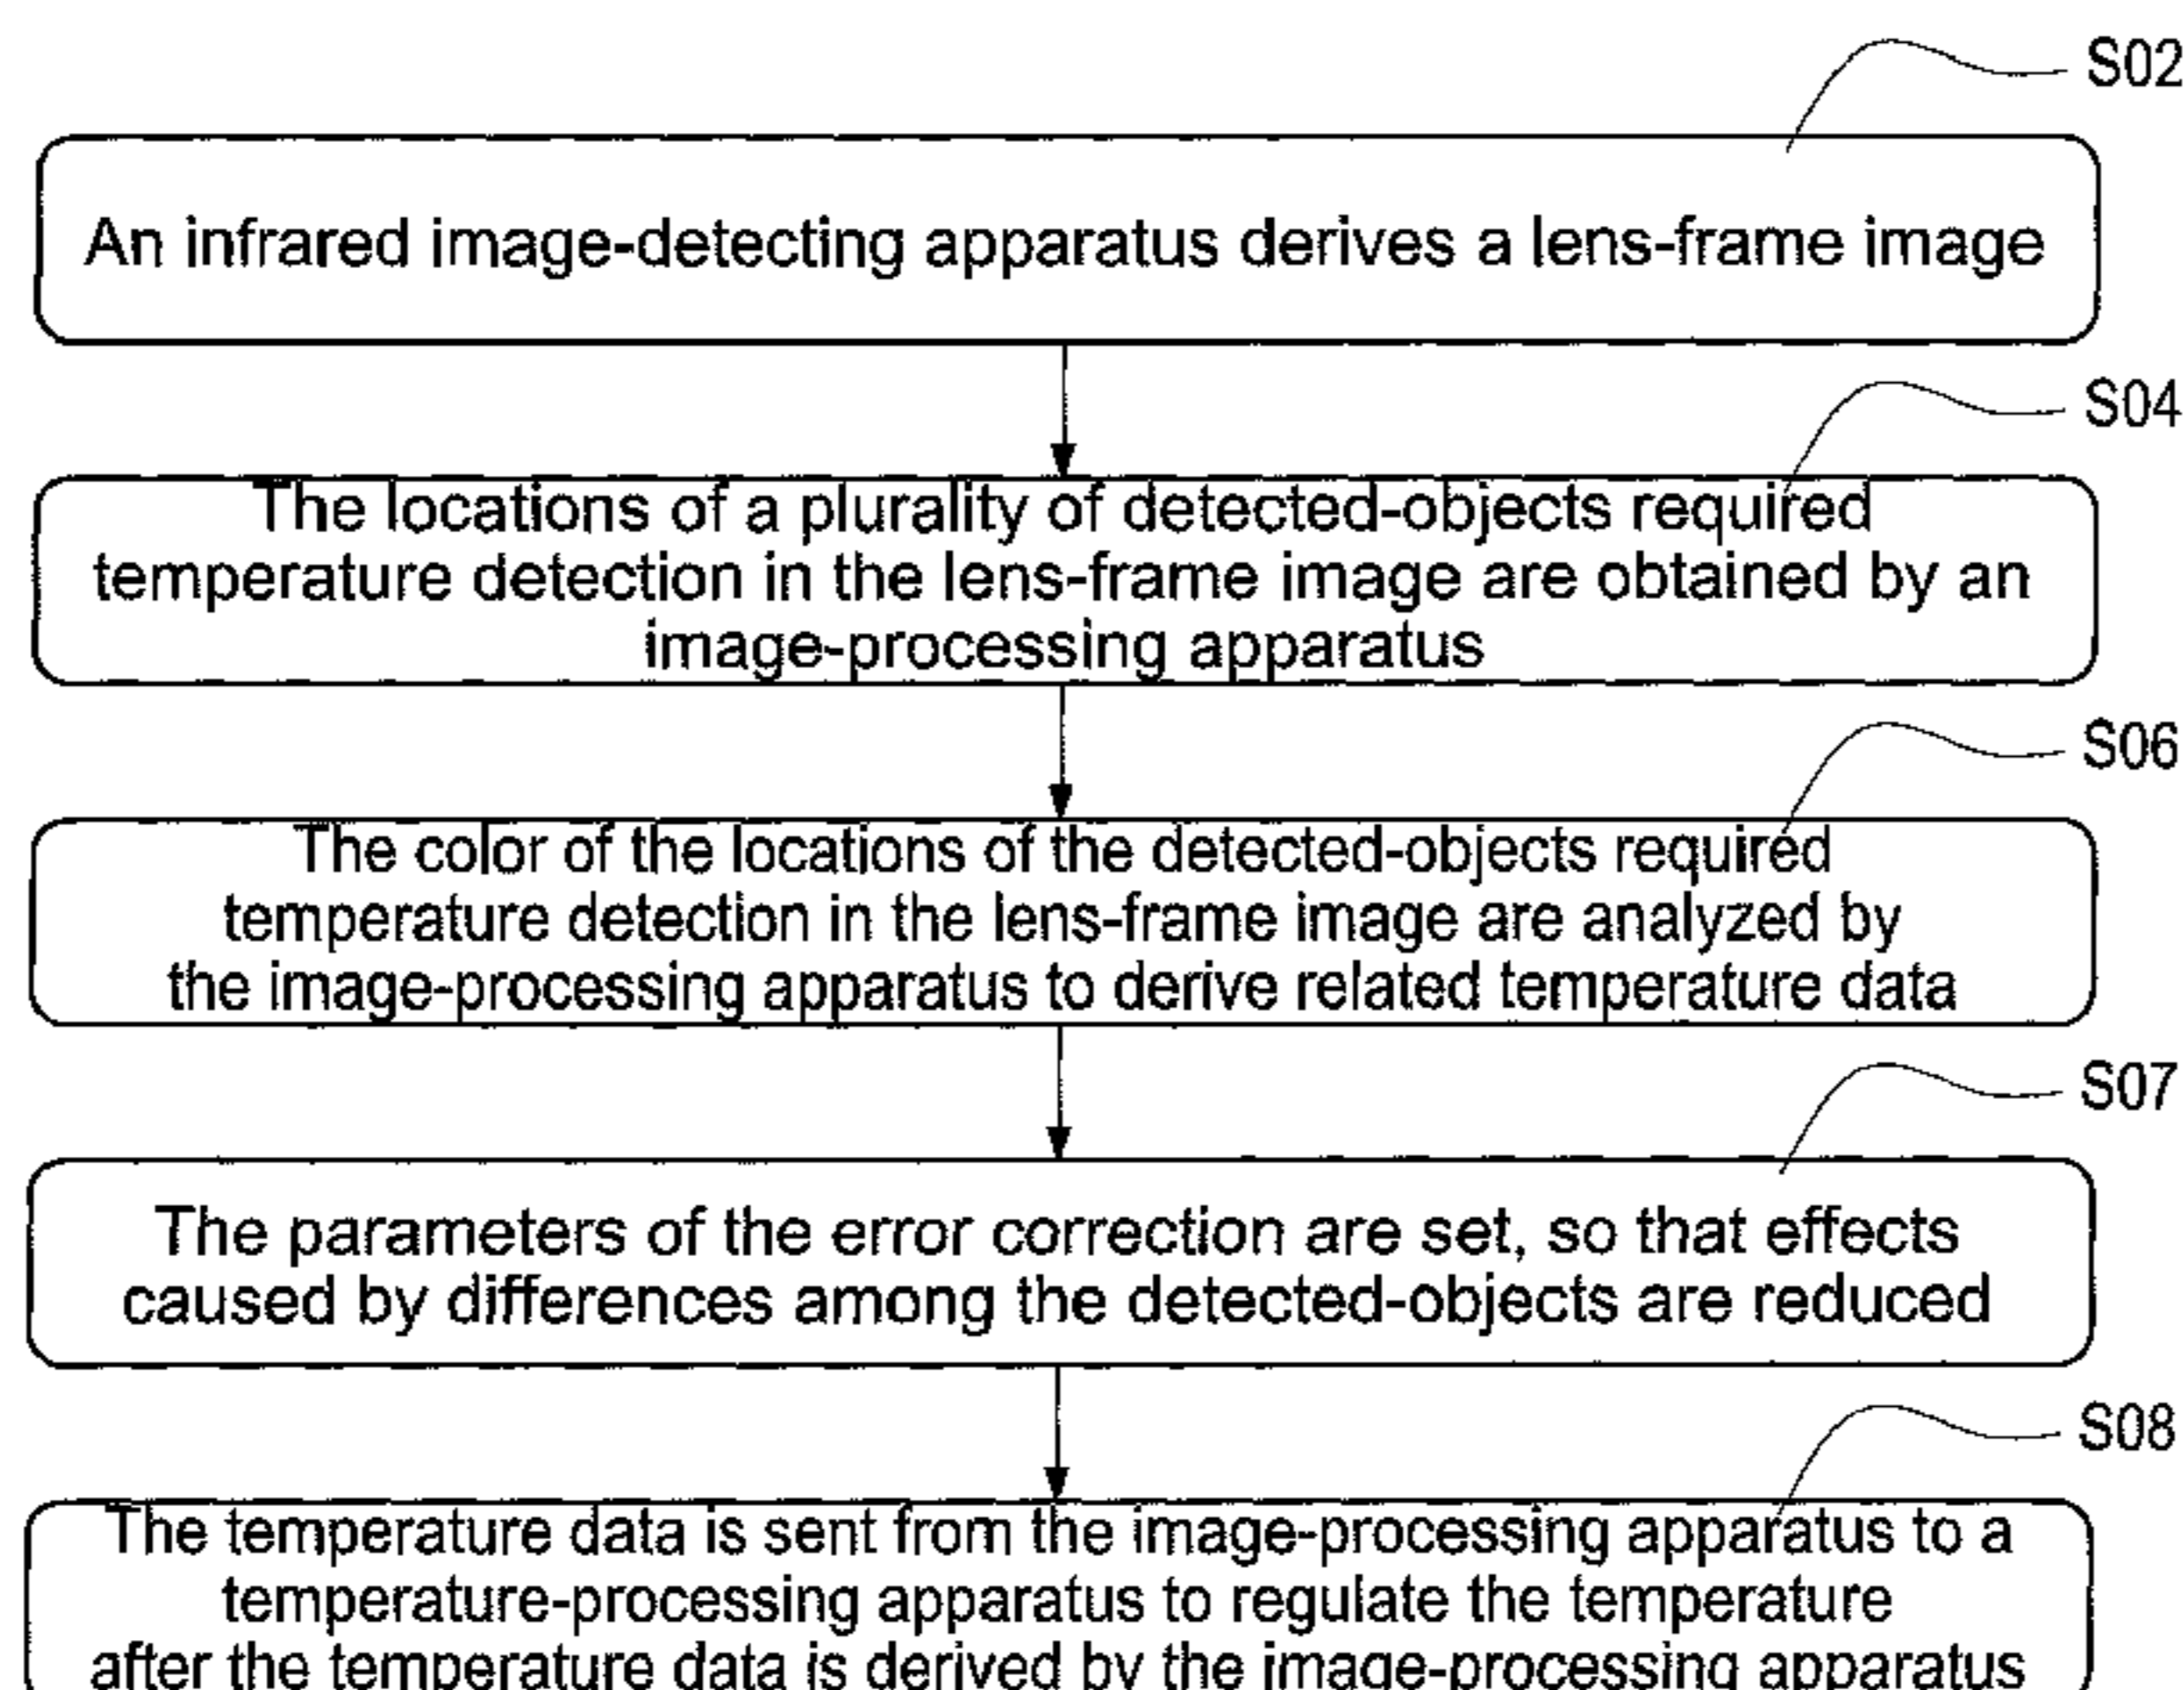 S02
An infrared image-detecting apparatus derives a lens-frame image
S04
The locations of a plurality of detected-objects required
temperature detection in the lens-frame image are obtained by an
image-processing apparatus
S06
The color of the locations of the detected-objects required
temperature detection in the lens-frame image are analyzed by
the image-processing apparatus to derive related temperature data
S07
The parameters of the error correction are set, so that effects
caused by differences among the detected-objects are reduced
S08
The temperature data is sent from the image-processing apparatus to a
temperature-processing apparatus to regulate the temperature
after the temperature data is derived by the image-processing apparatus